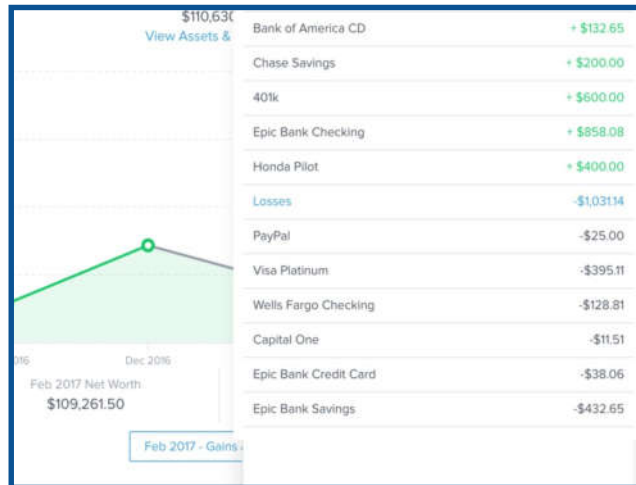 $110,630
View Assets &
016
Dec 2016
Feb 2017 Net Worth
$109,261.50
Feb 2017 - Gains
Bank of America CD + $132.65
Chase Savings + $200.00
401k + $600.00
Epic Bank Checking + $858.08
Honda Pilot + $400.00
Losses -$1,031.14
PayPal -$25.00
Visa Platinum -$395.11
Wells Fargo Checking -$128.81
Capital One -$11.51
Epic Bank Credit Card -$38.06
Epic Bank Savings -$432.65